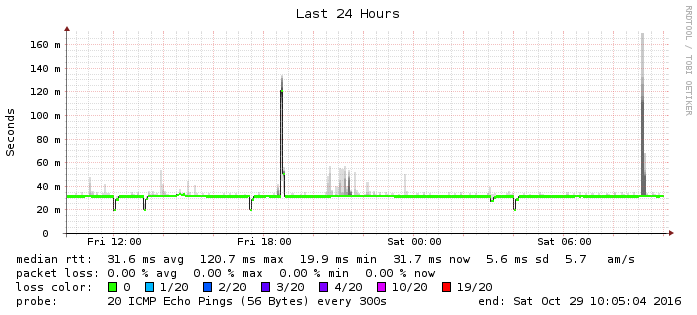 Last 24 Hours
RRDTOOL / TOBI OETIKER
Seconds
160 m
140 m
120 m
100 m
80 m
60 m
40 m
20 m
0
Fri 12:00 Fri 18:00 Sat 00:00 Sat 06:00
median rtt: 31.6 ms avg 120.7 ms max 19.9 ms min 31.7 ms now 5.6 ms sd 5.7 am/s
packet loss: 0.00 % avg 0.00 % max 0.00 % min 0.00 % now
loss color: 0 1/20 2/20 3/20 4/20 10/20 19/20
probe: 20 ICMP Echo Pings (56 Bytes) every 300s end: Sat Oct 29 10:05:04 2016